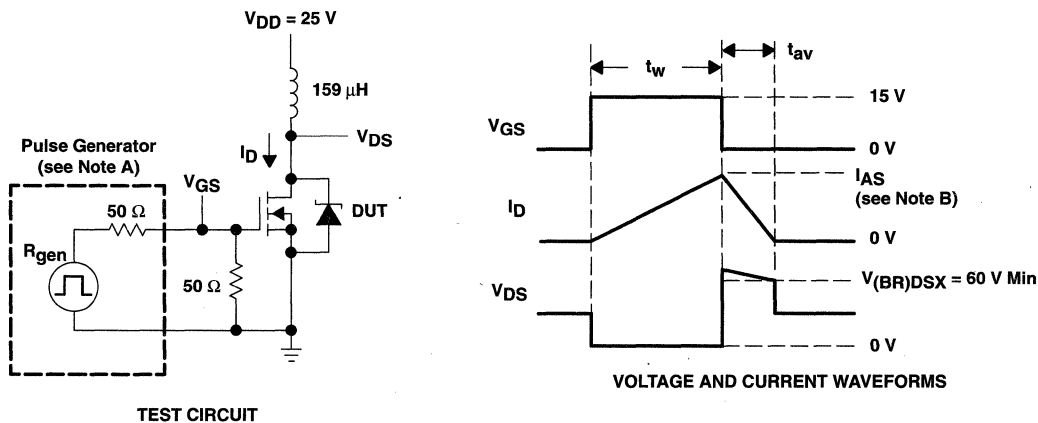 VDD = 25 V
159 μH
VDS
Pulse Generator
(see Note A)
ID
VGS
50 Ω
DUT
Rgen
50 Ω
TEST CIRCUIT
tw
tav
15 V
VGS
0 V
IAS
(see Note B)
ID
0 V
V(BR)DSX = 60 V Min
VDS
0 V
VOLTAGE AND CURRENT WAVEFORMS